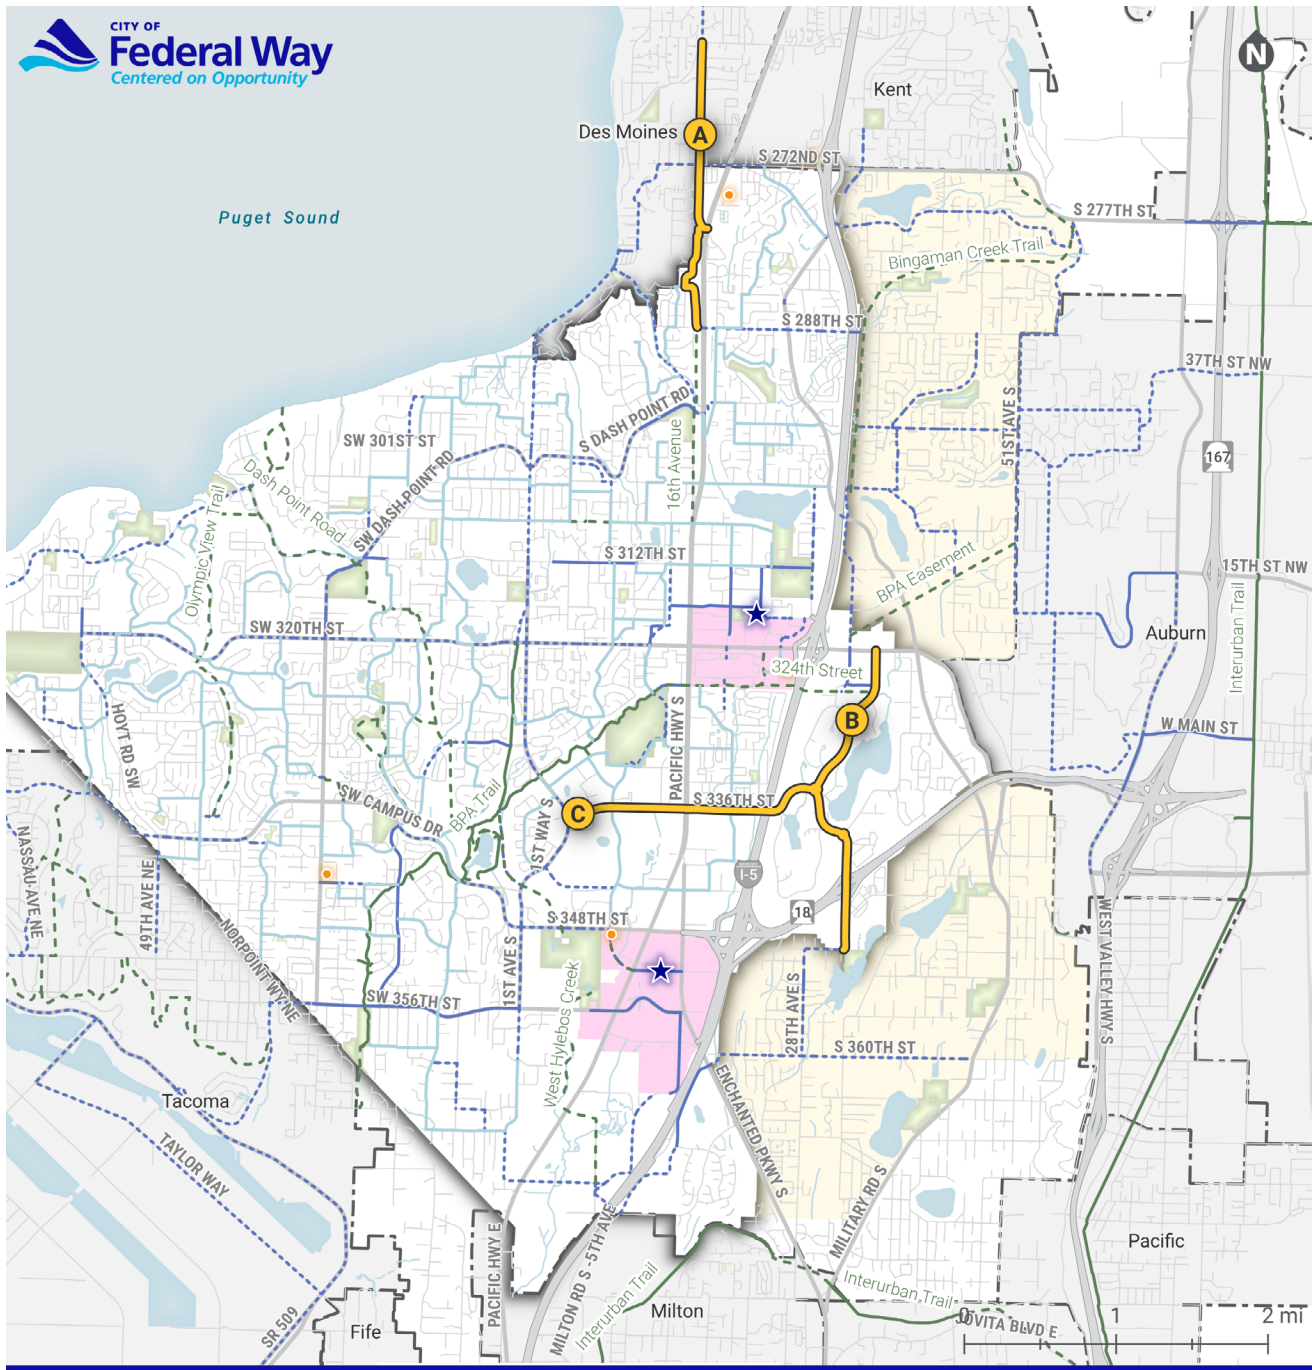 CITY OF
Federal Way
Centered on Opportunity
N
Kent
Des Moines
A
S 272ND ST
Puget Sound
S 277TH ST
Bingaman Creek Trail
S 288TH ST
37TH ST NW
S DASH POINT RD
51ST AVE S
SW 301ST ST
16th Avenue
167
SW DASH POINT RD
Dash Point Road
Olympic View Trail
S 312TH ST
BPA Easement
15TH ST NW
Interurban Trail
SW 320TH ST
Auburn
324th Street
HOYT RD SW
PACIFIC HWY S
B
W MAIN ST
SW CAMPUS DR
BPA Trail
C
S 336TH ST
1ST WAY S
NASSAU AVE NE
49TH AVE NE
I-5
18
S 348TH ST
NORPOINT WY NE
1ST AVE S
WEST VALLEY HWY S
SW 356TH ST
West Hylebos Creek
28TH AVE S
S 360TH ST
Tacoma
ENCHANTED PKWY S
TAYLOR WAY
MILITARY RD S
PACIFIC HWY E
MILTON RD S -5TH AVE
Interurban Trail
Pacific
Interurban Trail
SR 509
Fife
Milton
JOVITA BLVD E
0 1 2 mi